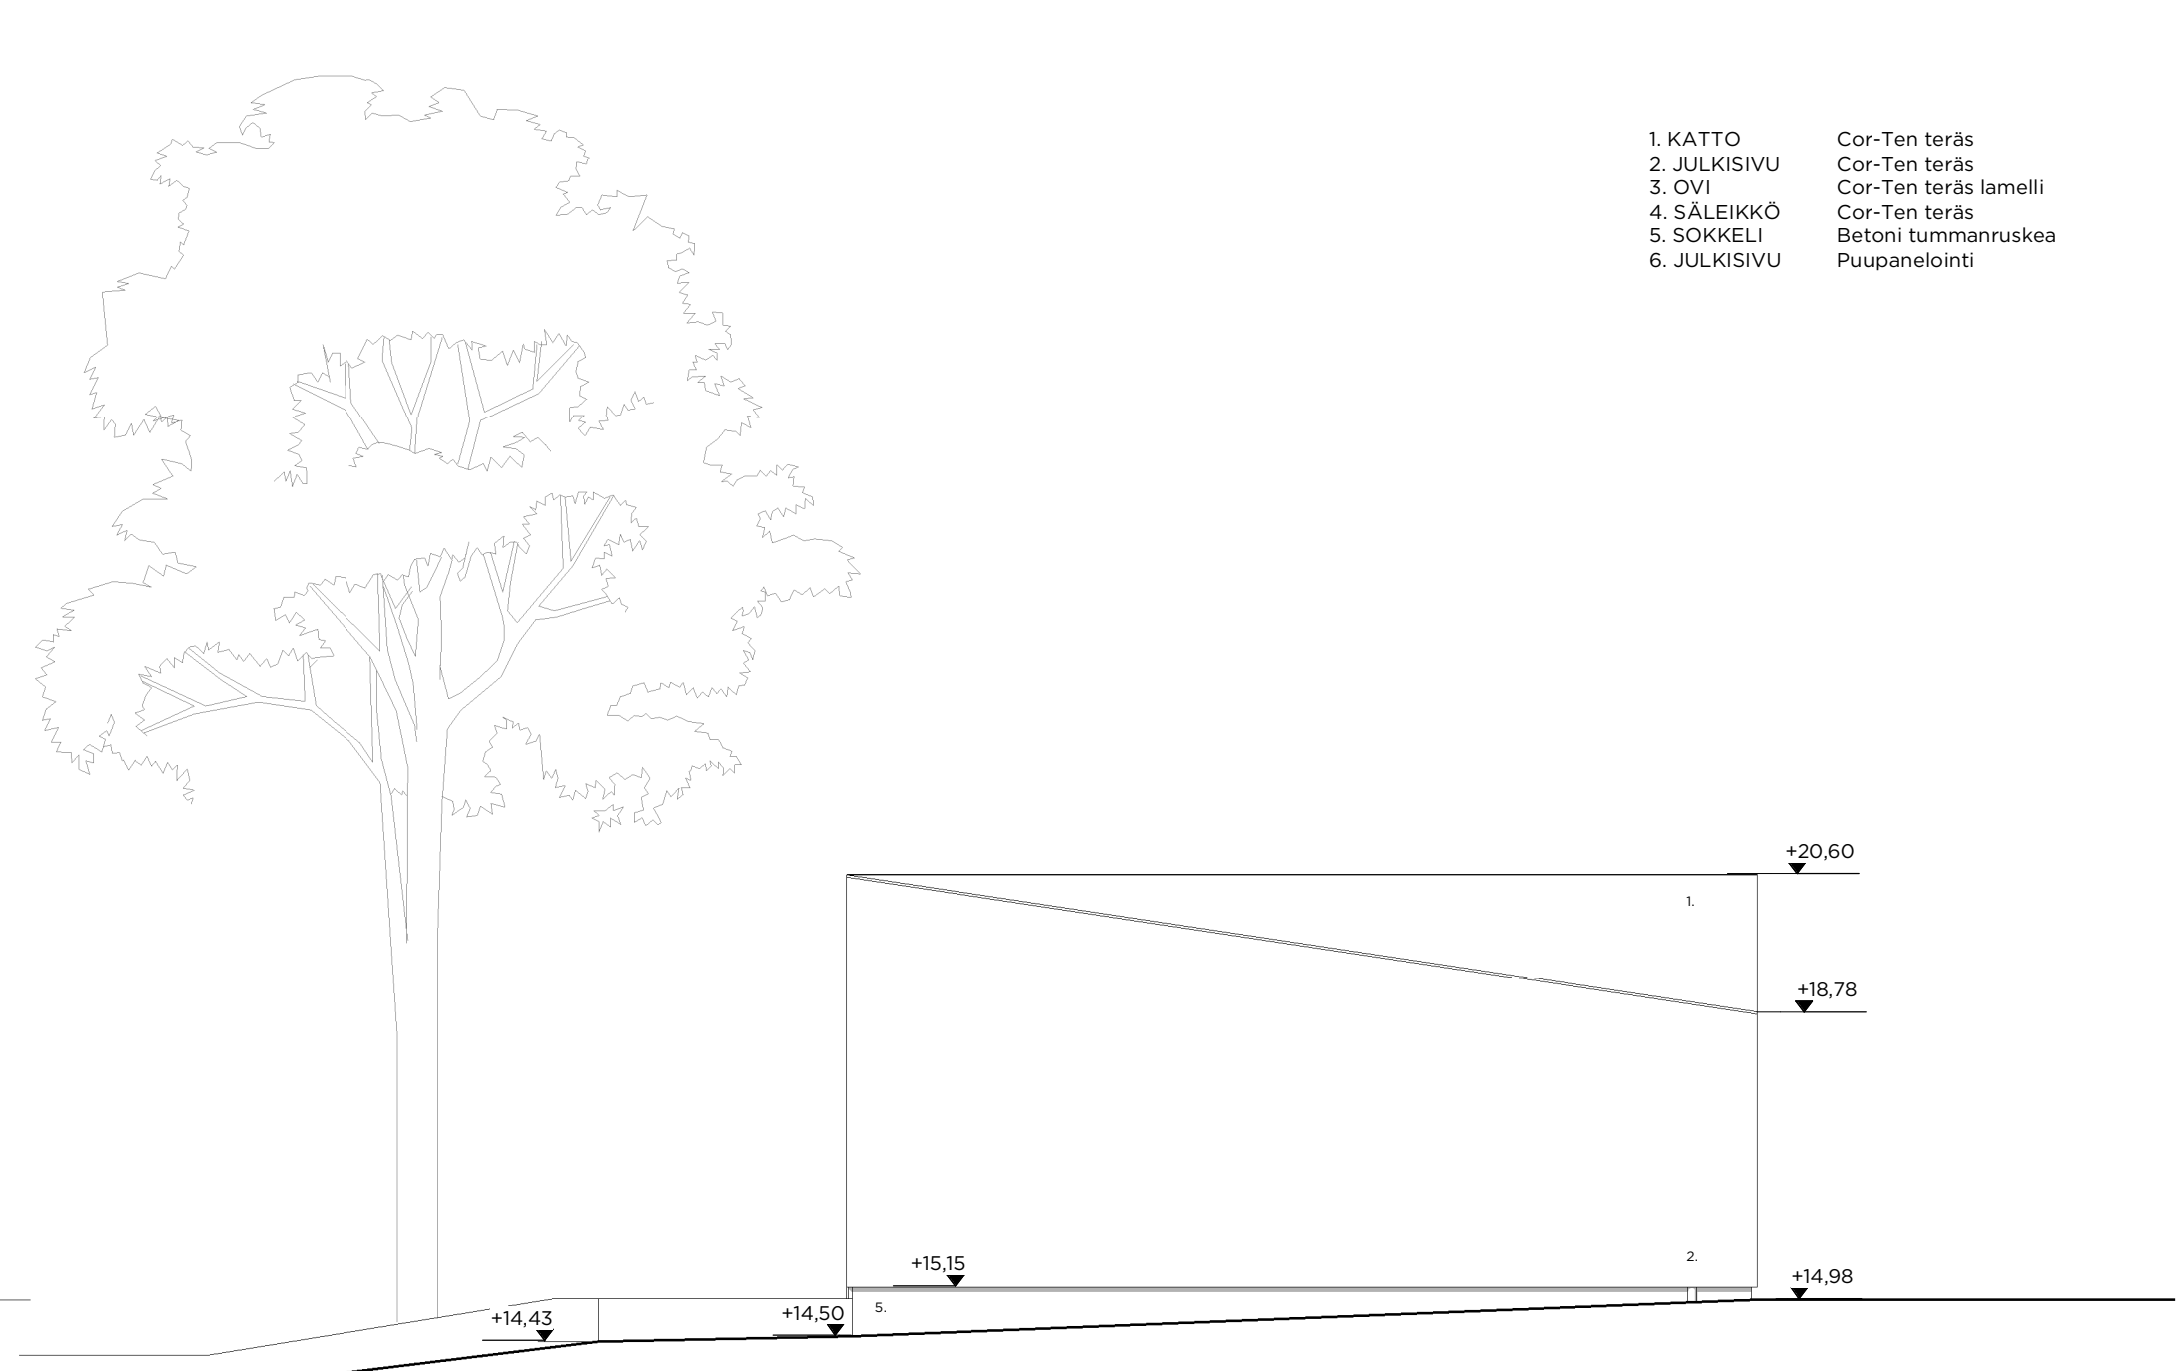 1. KATTO Cor-Ten teräs
2. JULKISIVU Cor-Ten teräs
3. OVI Cor-Ten teräs lamelli
4. SÄLEIKKÖ Cor-Ten teräs
5. SOKKELI Betoni tummanruskea
6. JULKISIVU Puupanelointi
+20,60
1.
+18,78
2.
+15,15
+14,98
5.
+14,50
+14,43